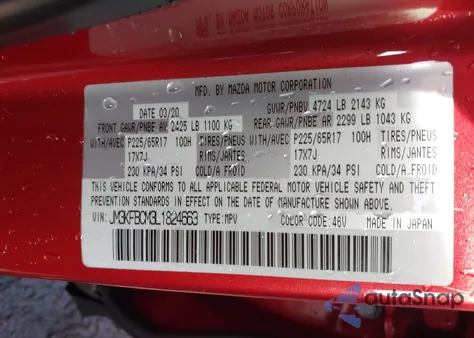 MFD. BY MAZDA MOTOR CORPORATION
DATE 03/20 GVWR/PNBV 4724 LB 2143 KG
FRONT GAWR/PNBE AV 2425 LB 1100 KG REAR GAWR/PNBE AR 2299 LB 1043 KG
WITH/AVEC P225/65R17 100H TIRES/PNEUS WITH/AVEC P225/65R17 100H TIRES/PNEUS
17X7J RIMS/JANTES 17X7J RIMS/JANTES
230 KPA/34 PSI COLD/A FROID 230 KPA/34 PSI COLD/A FROID
THIS VEHICLE CONFORMS TO ALL APPLICABLE FEDERAL MOTOR VEHICLE SAFETY AND THEFT
PREVENTION STANDARDS IN EFFECT ON THE DATE OF MANUFACTURE SHOWN ABOVE.
VIN: JM3KFBCM3L1824663 TYPE: MPV COLOR CODE: 46V MADE IN JAPAN
autoSnap